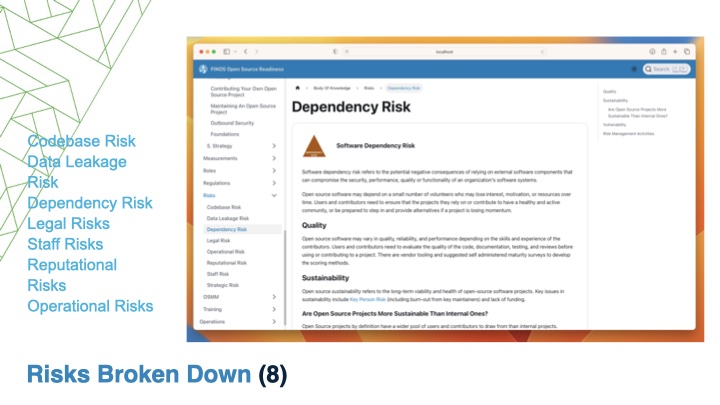 Codebase Risk
Data Leakage
Risk
Dependency Risk
Legal Risks
Staff Risks
Reputational
Risks
Operational Risks
localhost
FINOS Open Source Readiness
Search
Contributing Your Own Open
Source Project
Maintaining An Open Source
Project
Outbound Security
Foundations
5. Strategy
Measurements
Roles
Regulations
Risks
Codebase Risk
Data Leakage Risk
Dependency Risk
Legal Risk
Operational Risk
Reputational Risk
Staff Risk
Strategic Risk
OSMM
Training
Operations
Body Of Knowledge
Risks
Dependency Risk
Dependency Risk
Software Dependency Risk
Software dependency risk refers to the potential negative consequences of relying on external software components that
can compromise the security, performance, quality or functionality of an organization's software systems.
Open source software may depend on a small number of volunteers who may lose interest, motivation, or resources over
time. Users and contributors need to ensure that the projects they rely on or contribute to have a healthy and active
community, or be prepared to step in and provide alternatives if a project is losing momentum.
Quality
Open source software may vary in quality, reliability, and performance depending on the skills and experience of the
contributors. Users and contributors need to evaluate the quality of the code, documentation, testing, and reviews before
using or contributing to a project. There are vendor tooling and suggested self administered maturity surveys to develop
the scoring methods.
Sustainability
Open source sustainability refers to the long-term viability and health of open-source software projects. Key issues in
sustainability include Key Person Risk (including burn-out from key maintainers) and lack of funding.
Are Open Source Projects More Sustainable Than Internal Ones?
Open Source projects by definition have a wider pool of users and contributors to draw from than internal projects.
Quality
Sustainability
Are Open Source Projects More
Sustainable Than Internal Ones?
Vulnerability
Risk Management Activities
Risks Broken Down (8)